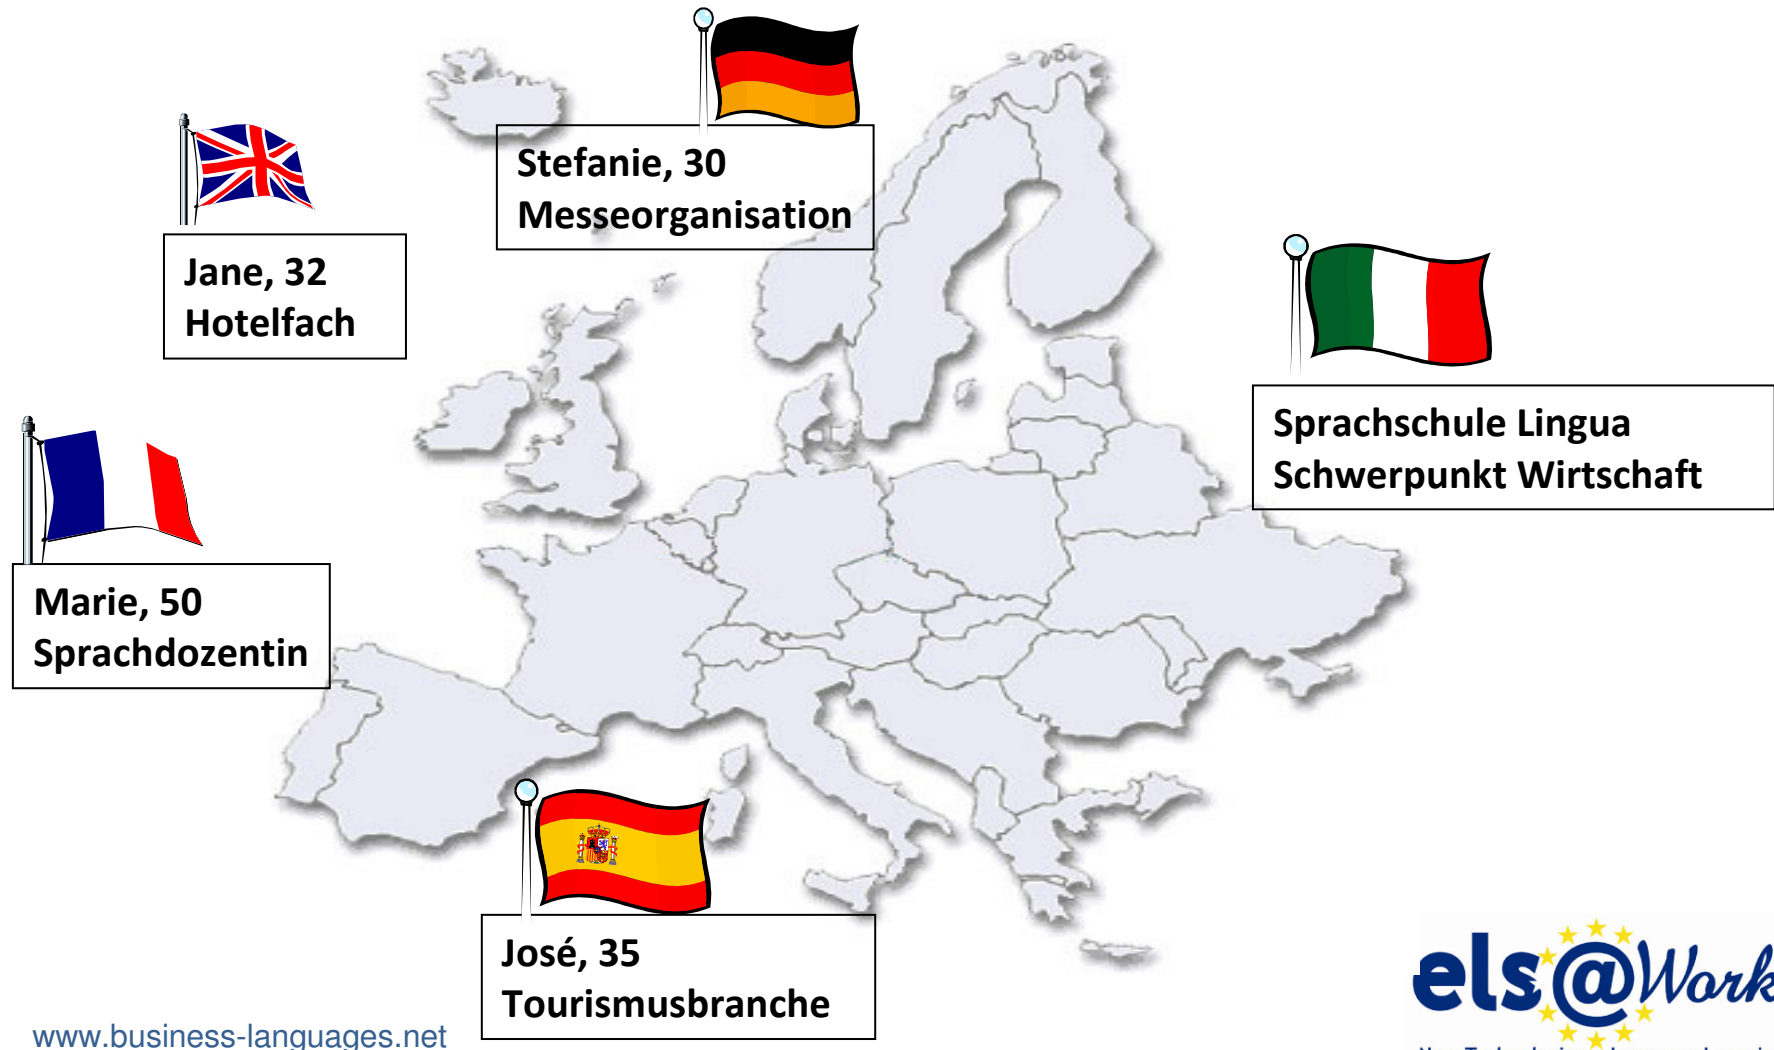 Stefanie, 30
Messeorganisation
Jane, 32
Hotelfach
Sprachschule Lingua
Schwerpunkt Wirtschaft
Marie, 50
Sprachdozentin
José, 35
Tourismusbranche
els@Work
www.business-languages.net